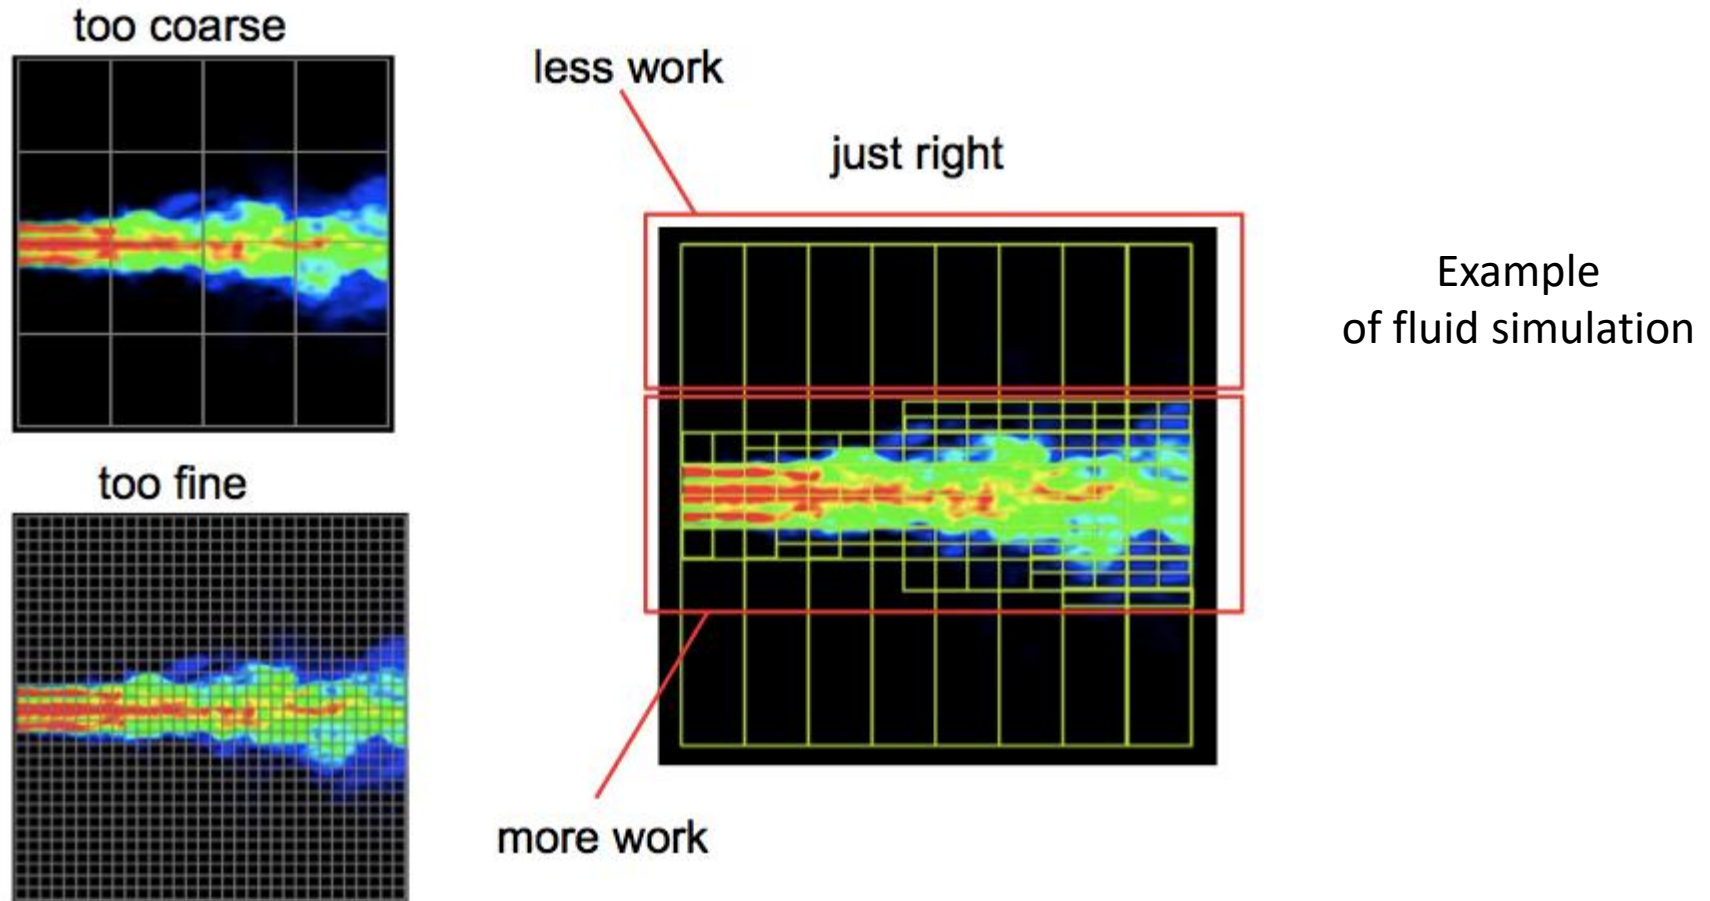 too coarse
less work
just right
Example
of fluid simulation
too fine
more work